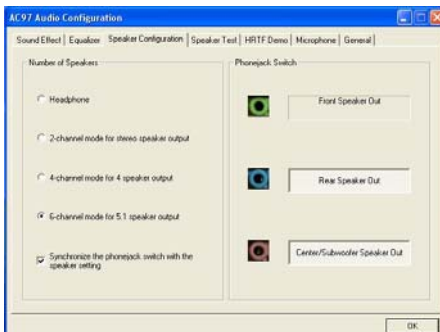 AC97 Audio Configuration
Sound Effect
Equalizer
Speaker Configuration
Speaker Test
HRTF Demo
Microphone
General
Number of Speakers
Headphone
2-channel mode for stereo speaker output
4-channel mode for 4 speaker output
6-channel mode for 5.1 speaker output
Synchronize the phonejack switch with the
speaker setting
Phonejack Switch
Front Speaker Out
Rear Speaker Out
Center/Subwoofer Speaker Out
OK